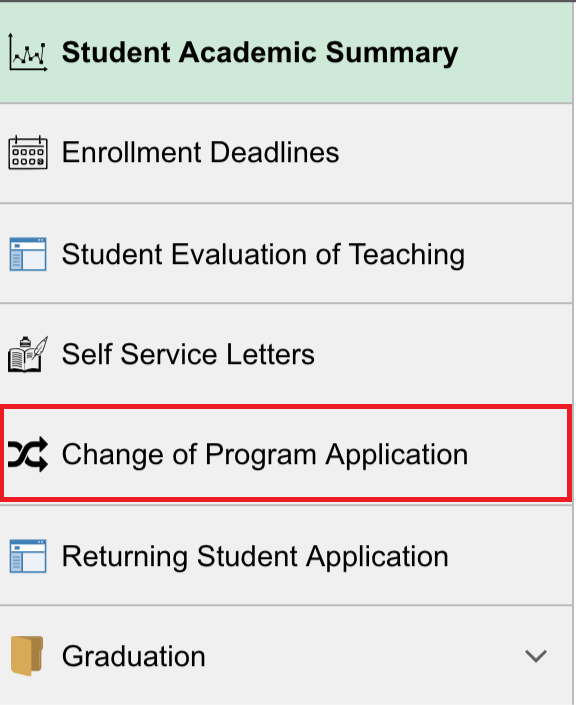 Student Academic Summary
Enrollment Deadlines
Student Evaluation of Teaching
Self Service Letters
Change of Program Application
Returning Student Application
Graduation